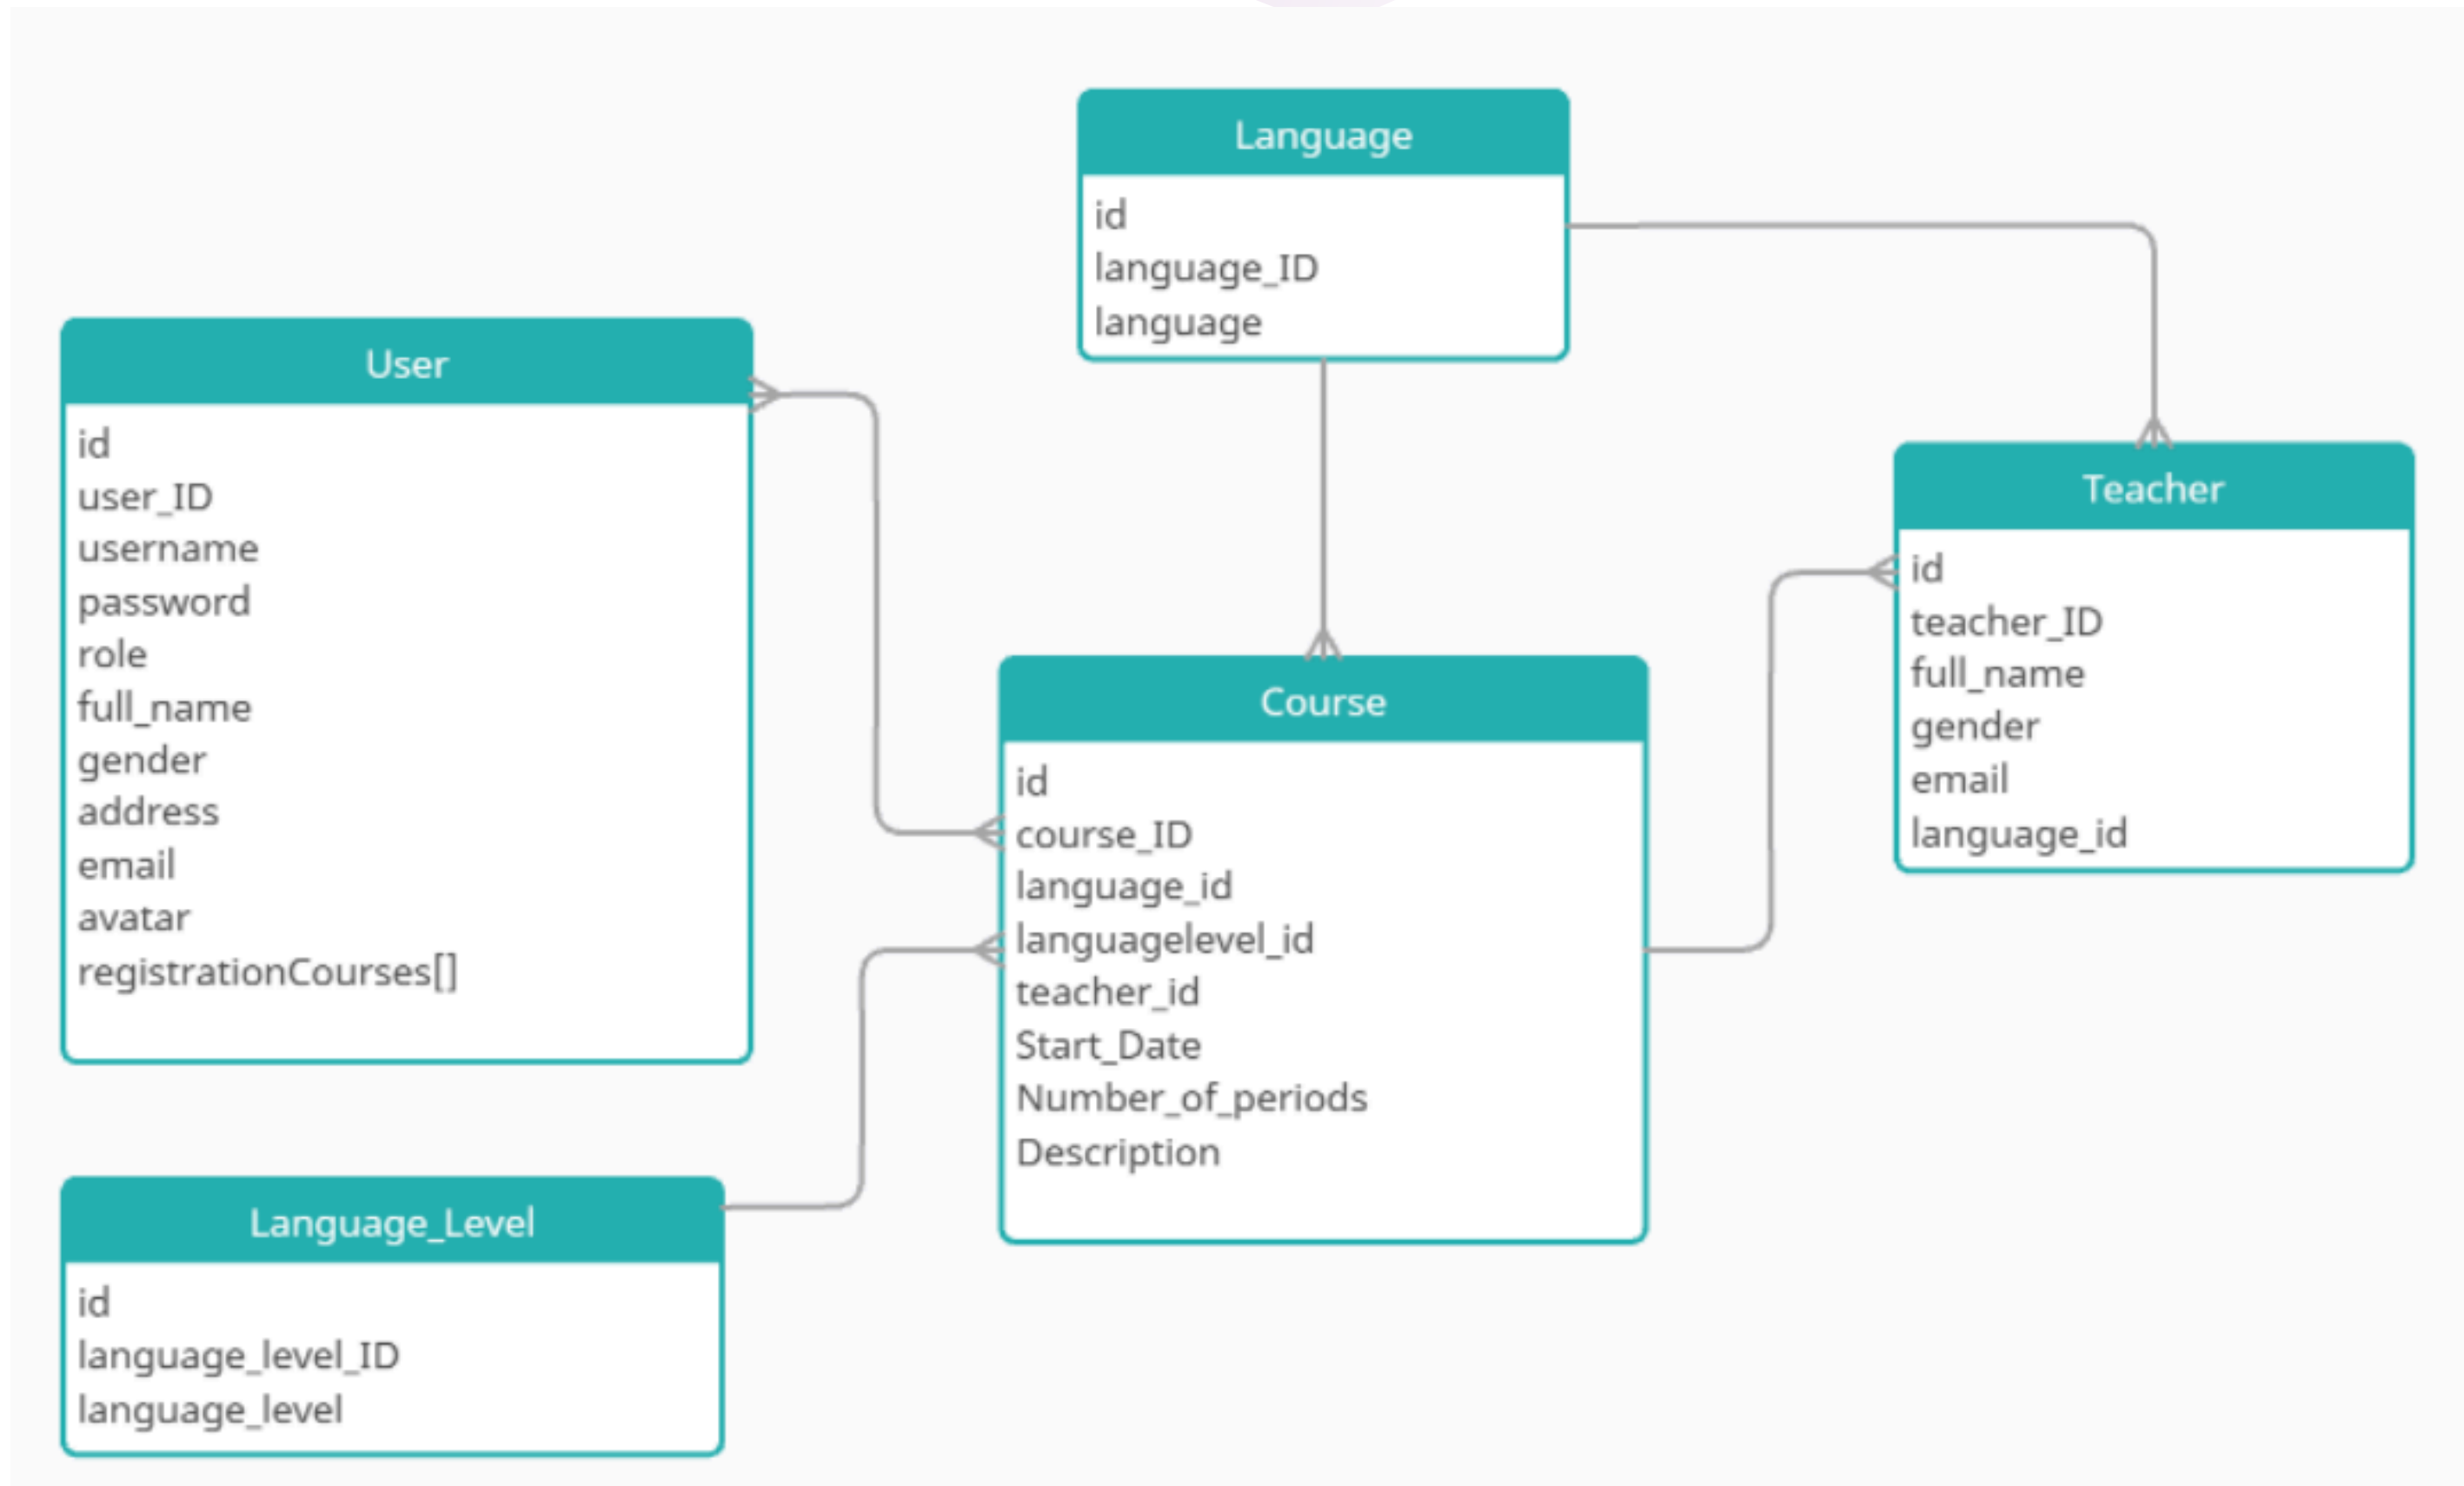 Language
id
language_ID
language
User
id
user_ID
username
password
role
full_name
gender
address
email
avatar
registrationCourses[]
Teacher
id
teacher_ID
full_name
gender
email
language_id
Course
id
course_ID
language_id
languagelevel_id
teacher_id
Start_Date
Number_of_periods
Description
Language_Level
id
language_level_ID
language_level